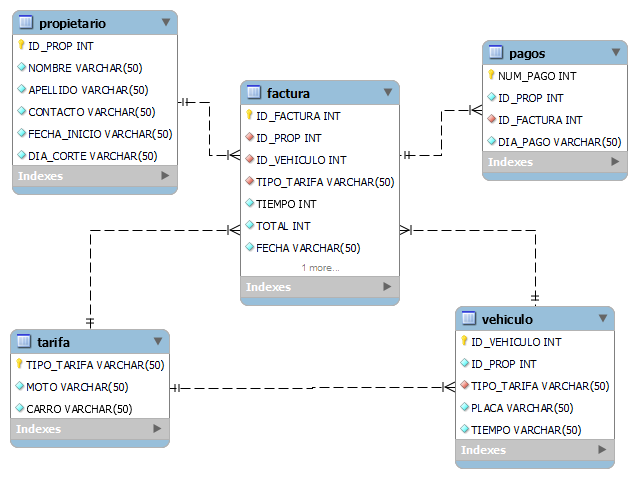 propietario
ID_PROP INT
NOMBRE VARCHAR(50)
APELLIDO VARCHAR(50)
CONTACTO VARCHAR(50)
FECHA_INICIO VARCHAR(50)
DIA_CORTE VARCHAR(50)
Indexes
factura
ID_FACTURA INT
ID_PROP INT
ID_VEHICULO INT
TIPO_TARIFA VARCHAR(50)
TIEMPO INT
TOTAL INT
FECHA VARCHAR(50)
1 more...
Indexes
pagos
NUM_PAGO INT
ID_PROP INT
ID_FACTURA INT
DIA_PAGO VARCHAR(50)
Indexes
tarifa
TIPO_TARIFA VARCHAR(50)
MOTO VARCHAR(50)
CARRO VARCHAR(50)
Indexes
vehiculo
ID_VEHICULO INT
ID_PROP INT
TIPO_TARIFA VARCHAR(50)
PLACA VARCHAR(50)
TIEMPO VARCHAR(50)
Indexes